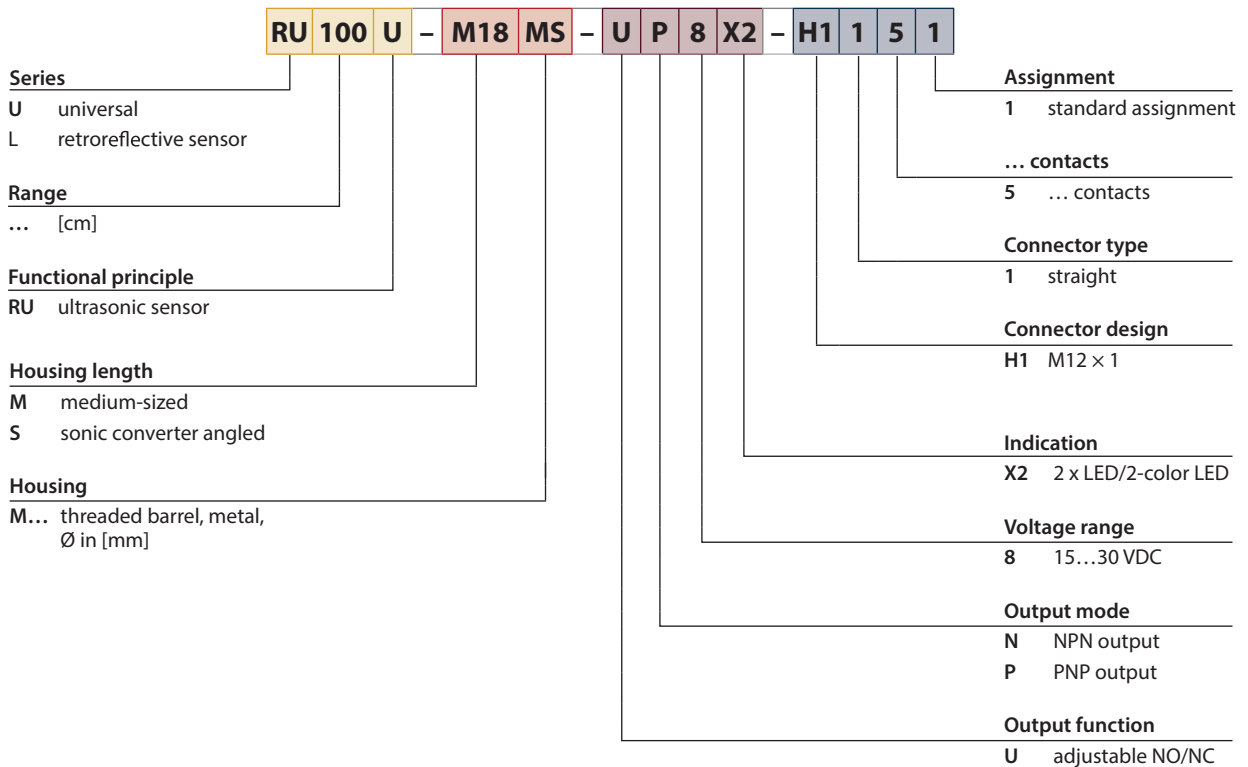 RU 100 U – M18 MS – U P 8 X2 – H1 1 5 1
Series
U universal
L retroreflective sensor
Range
… [cm]
Functional principle
RU ultrasonic sensor
Housing length
M medium-sized
S sonic converter angled
Housing
M… threaded barrel, metal,
Ø in [mm]
Assignment
1 standard assignment
… contacts
5 … contacts
Connector type
1 straight
Connector design
H1 M12 × 1
Indication
X2 2 x LED/2-color LED
Voltage range
8 15…30 VDC
Output mode
N NPN output
P PNP output
Output function
U adjustable NO/NC